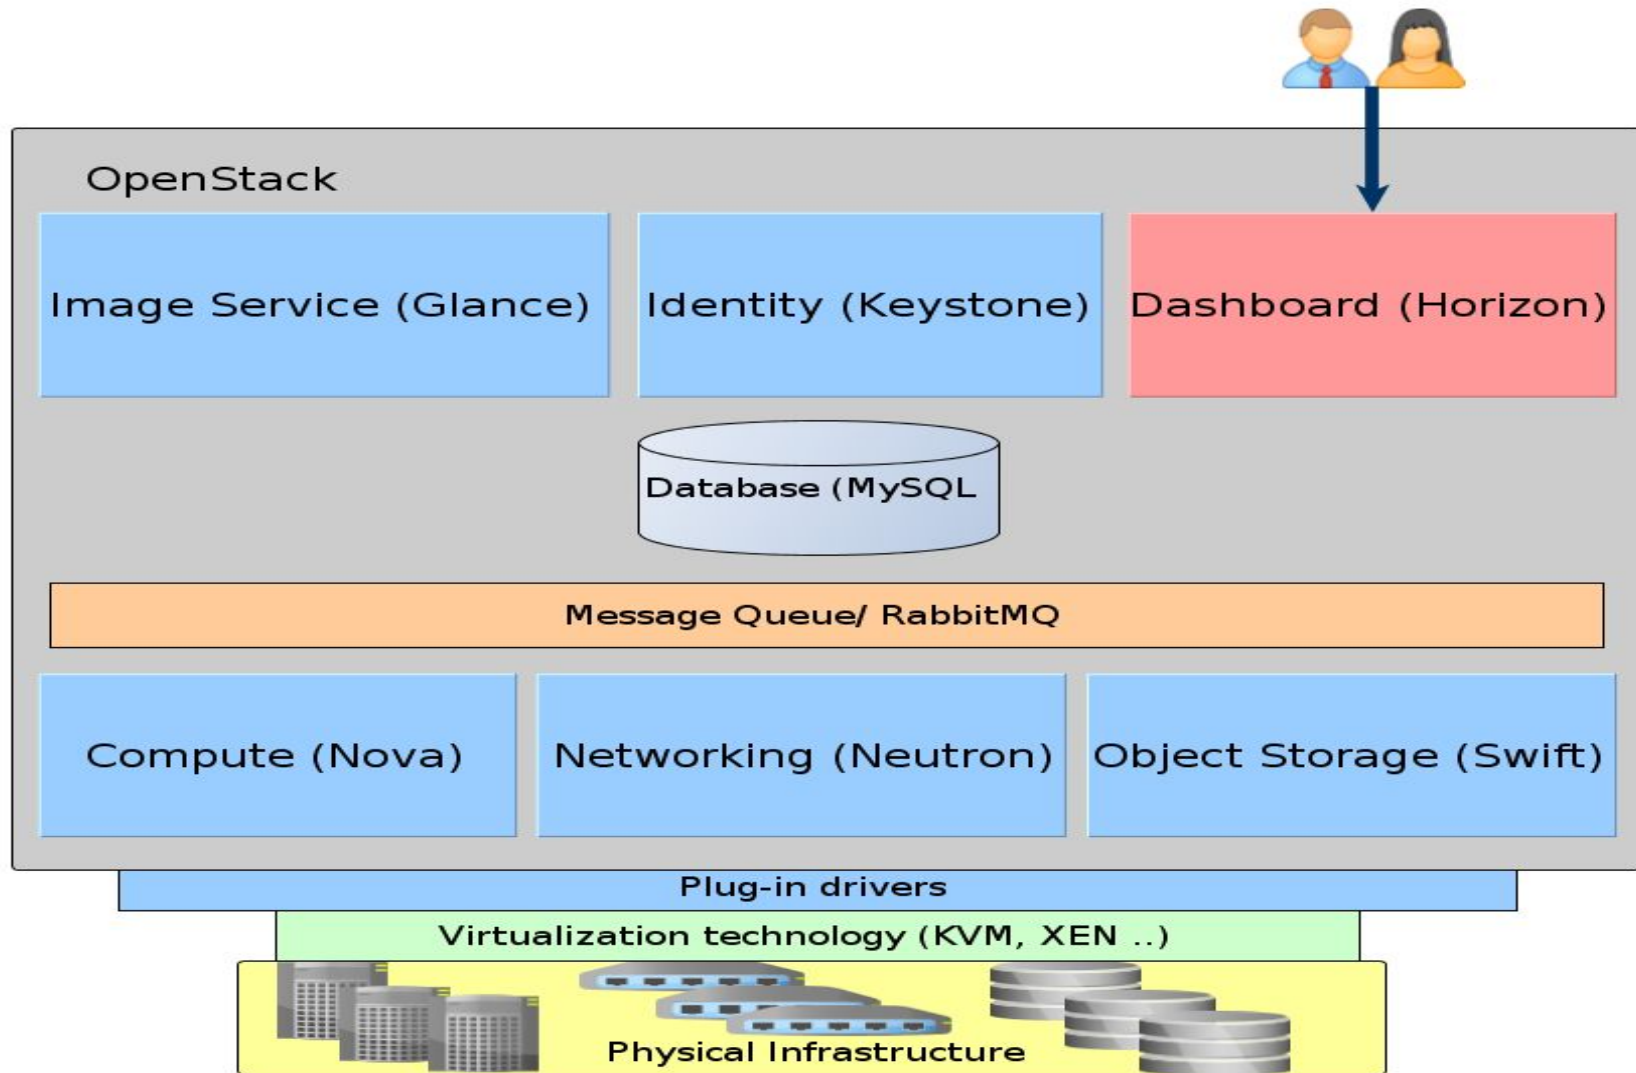 OpenStack
Image Service (Glance)
Identity (Keystone)
Dashboard (Horizon)
Database (MySQL
Message Queue/ RabbitMQ
Compute (Nova)
Networking (Neutron)
Object Storage (Swift)
Plug-in drivers
Virtualization technology (KVM, XEN ..)
Physical Infrastructure